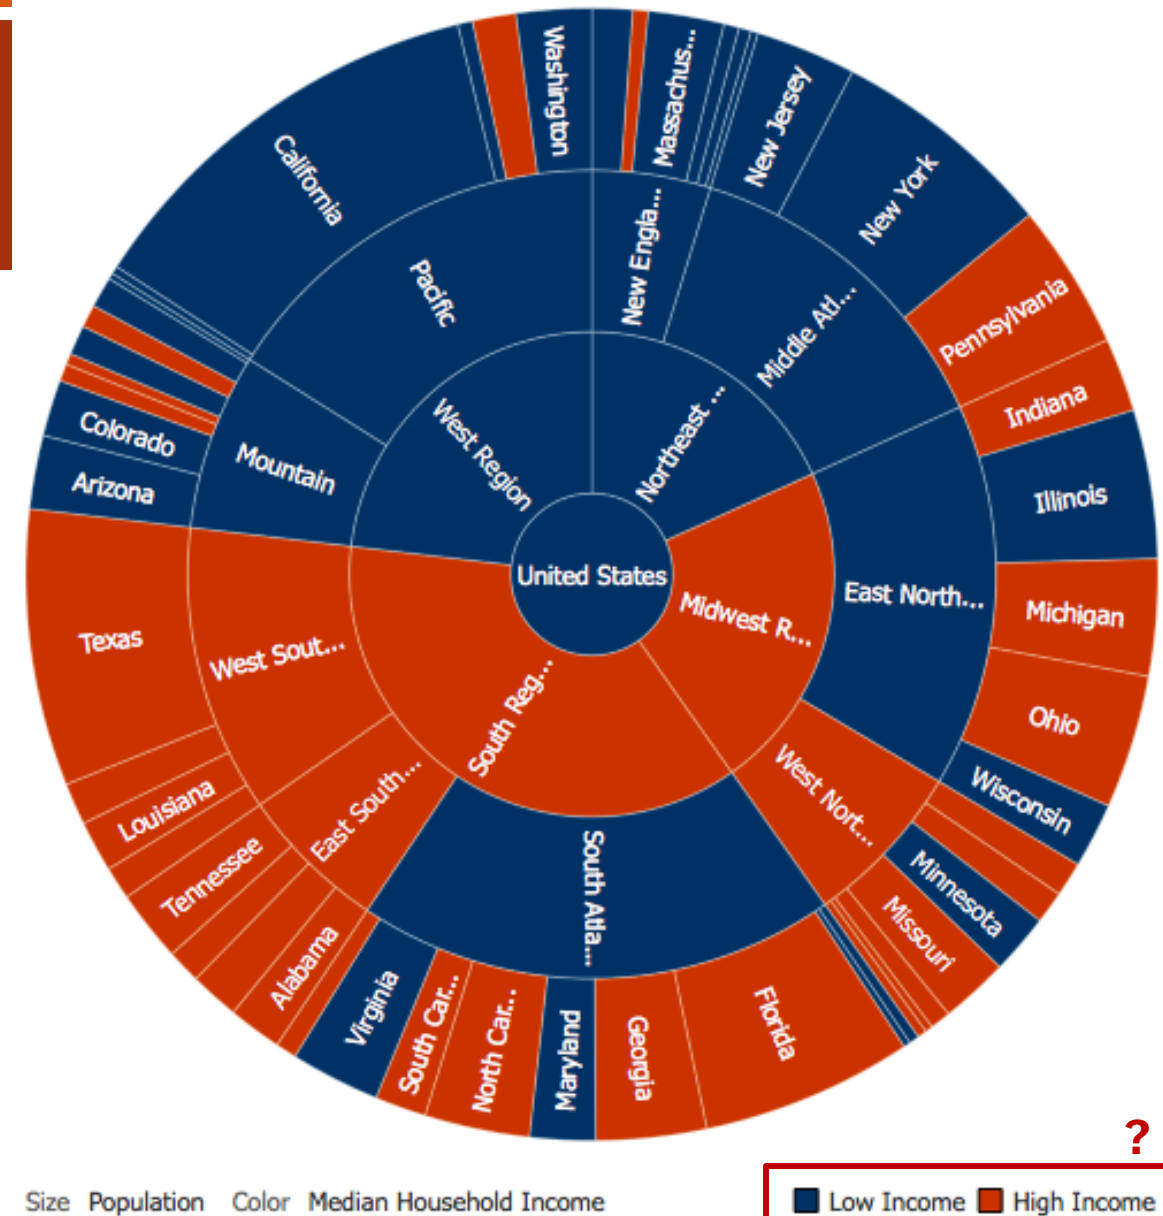 Washington
Massachus...
New Jersey
New York
Pennsylvania
Indiana
Illinois
Michigan
Ohio
Wisconsin
Minnesota
Missouri
Florida
Georgia
Maryland
North Car...
South Car...
Virginia
Alabama
Tennessee
Louisiana
Texas
Arizona
Colorado
California
Pacific
New Engla...
Middle Atl...
East North...
West Nort...
South Atla...
East South...
West Sout...
Mountain
West Region
Northeast ...
Midwest R...
South Reg...
United States
?
Size Population Color Median Household Income
Low Income High Income